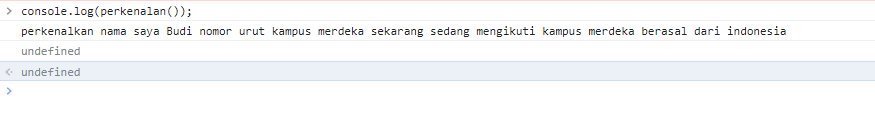 > console.log(perkenalan());
perkenalkan nama saya Budi nomor urut kampus merdeka sekarang sedang mengikuti kampus merdeka berasal dari indonesia
undefined
undefined
>